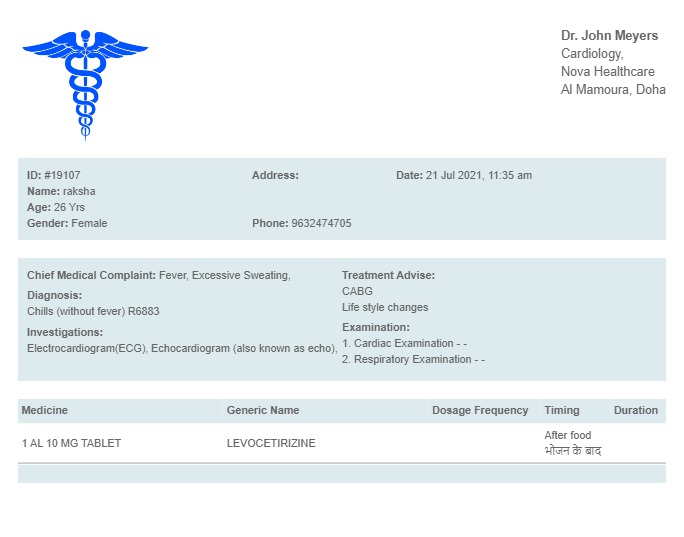 Dr. John Meyers
Cardiology,
Nova Healthcare
Al Mamoura, Doha
ID: #19107 Address: Date: 21 Jul 2021, 11:35 am
Name: raksha
Age: 26 Yrs
Gender: Female Phone: 9632474705
Chief Medical Complaint: Fever, Excessive Sweating,
Diagnosis:
Chills (without fever) R6883
Investigations:
Electrocardiogram(ECG), Echocardiogram (also known as echo),
Treatment Advise:
CABG
Life style changes
Examination:
1. Cardiac Examination - -
2. Respiratory Examination - -
Medicine Generic Name Dosage Frequency Timing Duration
1 AL 10 MG TABLET LEVOCETIRIZINE After food
भोजन के बाद